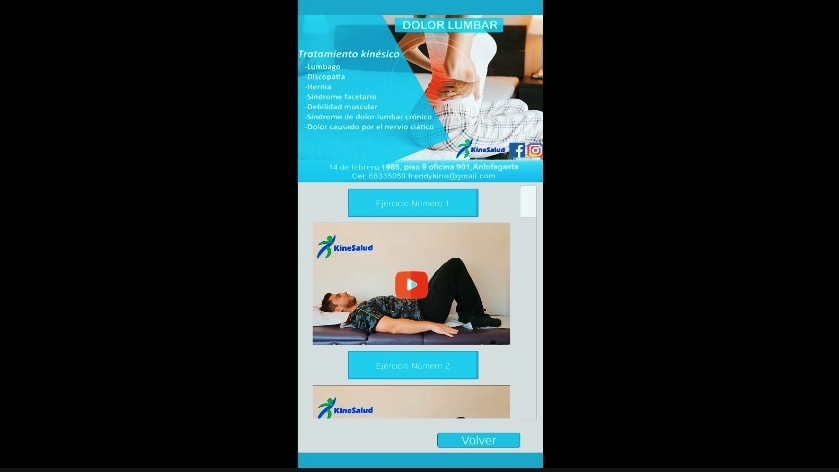 DOLOR LUMBAR
Tratamiento kinésico
-Lumbago
-Discopatía
-Hernia
-Síndrome facetario
-Debilidad muscular
-Síndrome de dolor lumbar crónico
-Dolor causado por el nervio ciático
KineSalud
14 de febrero 1985, piso 9 oficina 901, Antofagasta
Cel: 68335059 freddykine@gmail.com
Ejercicio Número 1
KineSalud
Ejercicio Número 2
KineSalud
Volver